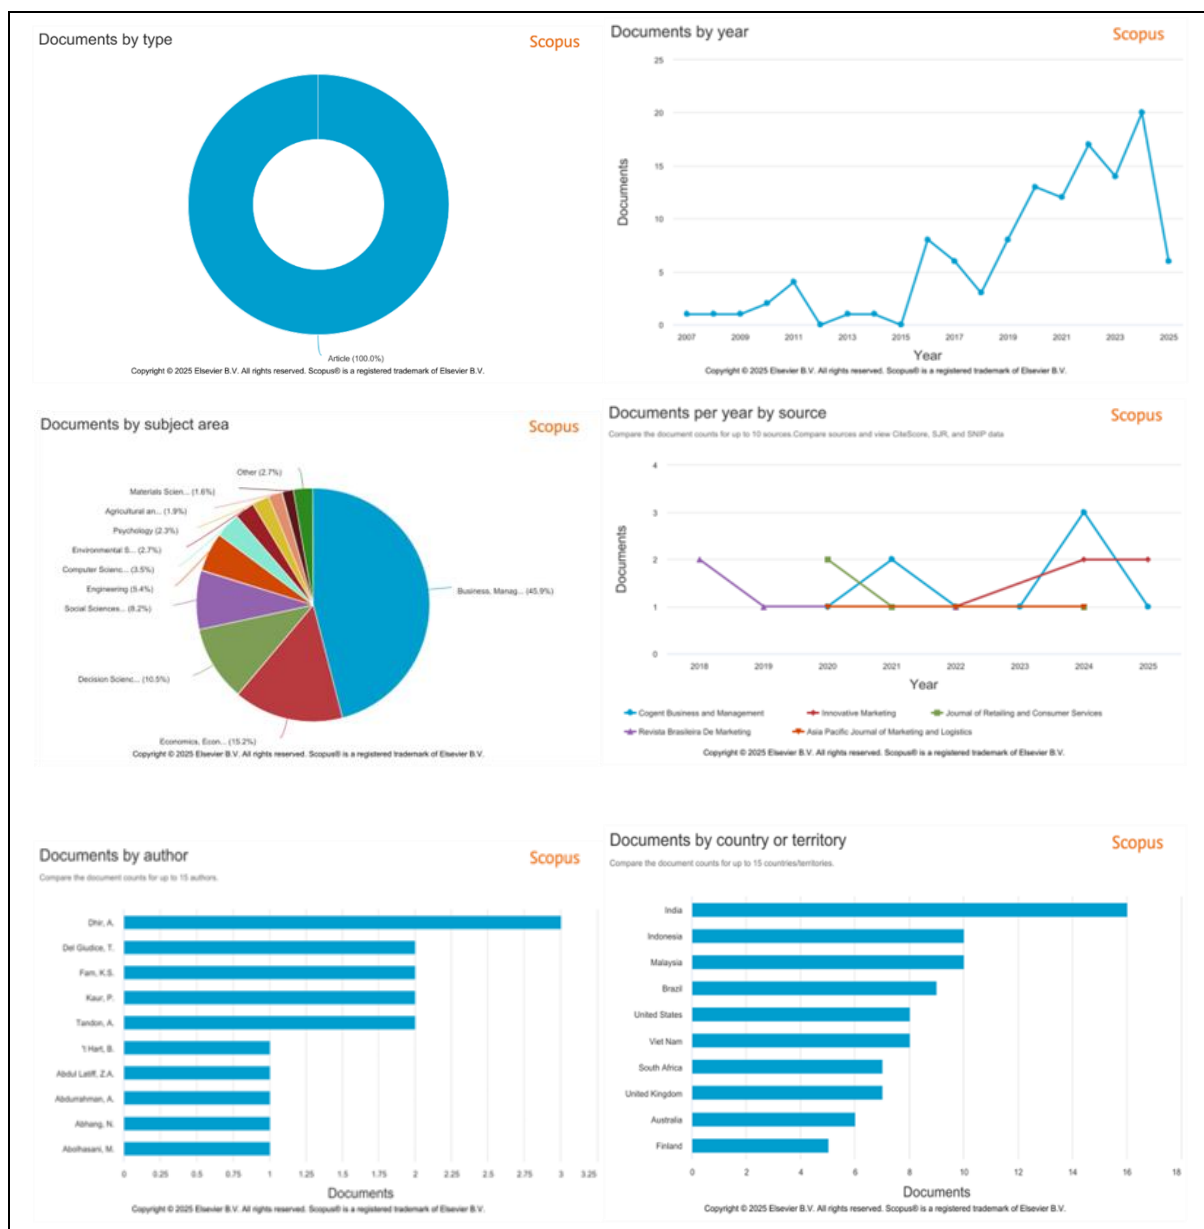 Documents by type
Scopus
Article (100.0%)
Copyright © 2025 Elsevier B.V. All rights reserved. Scopus® is a registered trademark of Elsevier B.V.
Documents by year
Scopus
25
20
15
10
5
0
Documents
2007 2009 2011 2013 2015 2017 2019 2021 2023 2025
Year
Copyright © 2025 Elsevier B.V. All rights reserved. Scopus® is a registered trademark of Elsevier B.V.
Documents by subject area
Scopus
Other (2.7%)
Materials Scien... (1.6%)
Agricultural an... (1.9%)
Psychology (2.3%)
Environmental S... (2.7%)
Computer Scienc... (3.5%)
Engineering (5.4%)
Social Sciences... (8.2%)
Decision Scienc... (10.5%)
Economics, Econ... (15.2%)
Business, Manag... (45.9%)
Copyright © 2025 Elsevier B.V. All rights reserved. Scopus® is a registered trademark of Elsevier B.V.
Documents per year by source
Scopus
Compare the document counts for up to 10 sources.Compare sources and view CiteScore, SJR, and SNIP data
4
3
2
1
0
Documents
2018 2019 2020 2021 2022 2023 2024 2025
Year
Cogent Business and Management Innovative Marketing Journal of Retailing and Consumer Services
Revista Brasileira De Marketing Asia Pacific Journal of Marketing and Logistics
Copyright © 2025 Elsevier B.V. All rights reserved. Scopus® is a registered trademark of Elsevier B.V.
Documents by author
Scopus
Compare the document counts for up to 15 authors.
Dhir, A.
Del Giudice, T.
Fam, K.S.
Kaur, P.
Tandon, A.
't Hart, B.
Abdul Latiff, Z.A.
Abdurrahman, A.
Abhang, N.
Abolhasani, M.
0 0.25 0.5 0.75 1 1.25 1.5 1.75 2 2.25 2.5 2.75 3 3.25
Documents
Copyright © 2025 Elsevier B.V. All rights reserved. Scopus® is a registered trademark of Elsevier B.V.
Documents by country or territory
Scopus
Compare the document counts for up to 15 countries/territories.
India
Indonesia
Malaysia
Brazil
United States
Viet Nam
South Africa
United Kingdom
Australia
Finland
0 2 4 6 8 10 12 14 16 18
Documents
Copyright © 2025 Elsevier B.V. All rights reserved. Scopus® is a registered trademark of Elsevier B.V.